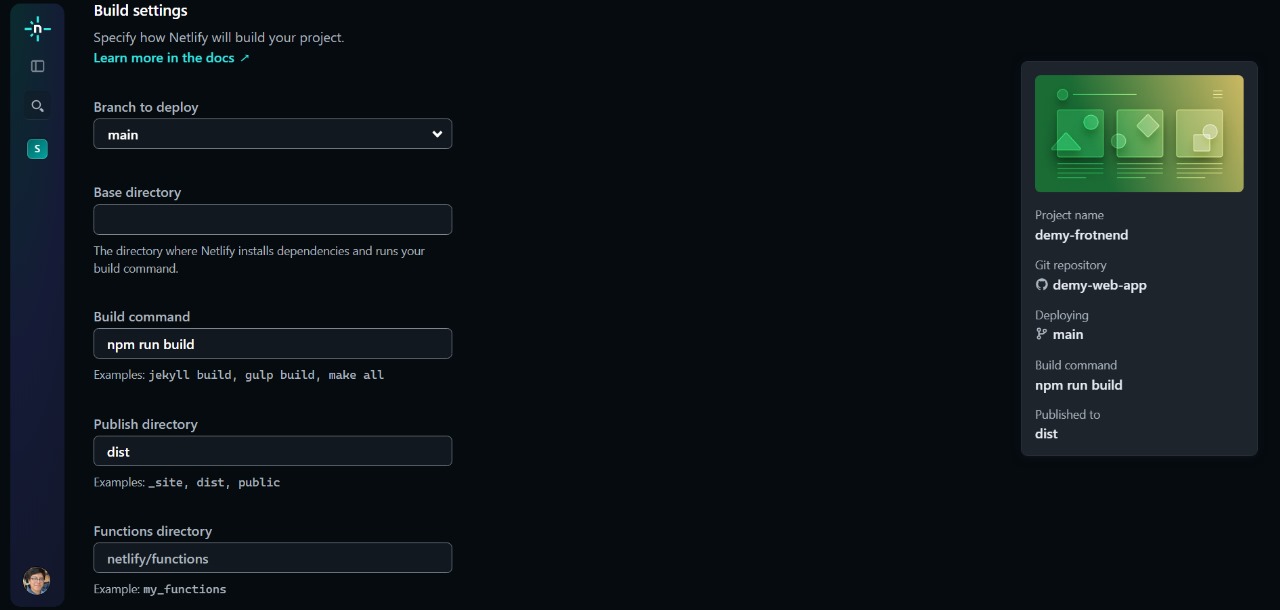 Build settings
Specify how Netlify will build your project.
Learn more in the docs ↗
Branch to deploy
main
Base directory
The directory where Netlify installs dependencies and runs your
build command.
Build command
npm run build
Examples: jekyll build, gulp build, make all
Publish directory
dist
Examples: _site, dist, public
Functions directory
netlify/functions
Example: my_functions
n
S
Project name
demy-frotnend
Git repository
demy-web-app
Deploying
main
Build command
npm run build
Published to
dist